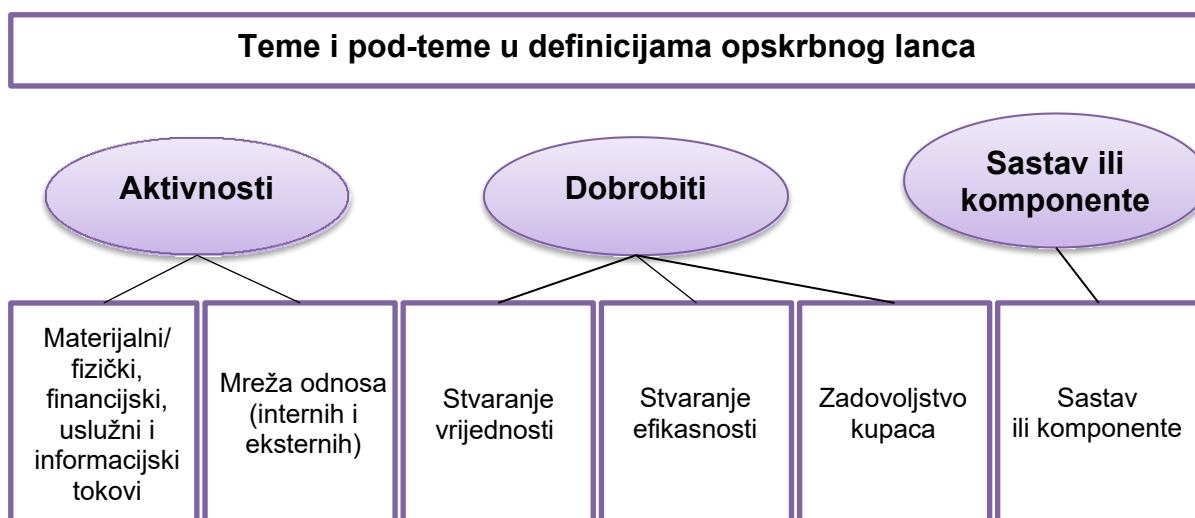 Teme i pod-teme u definicijama opskrbnog lanca
Aktivnosti
Dobrobiti
Sastav ili
komponente
Materijalni/
fizički,
financijski,
uslužni i
informacijski
tokovi
Mreža odnosa
(internih i
eksternih)
Stvaranje
vrijednosti
Stvaranje
efikasnosti
Zadovoljstvo
kupaca
Sastav
ili komponente